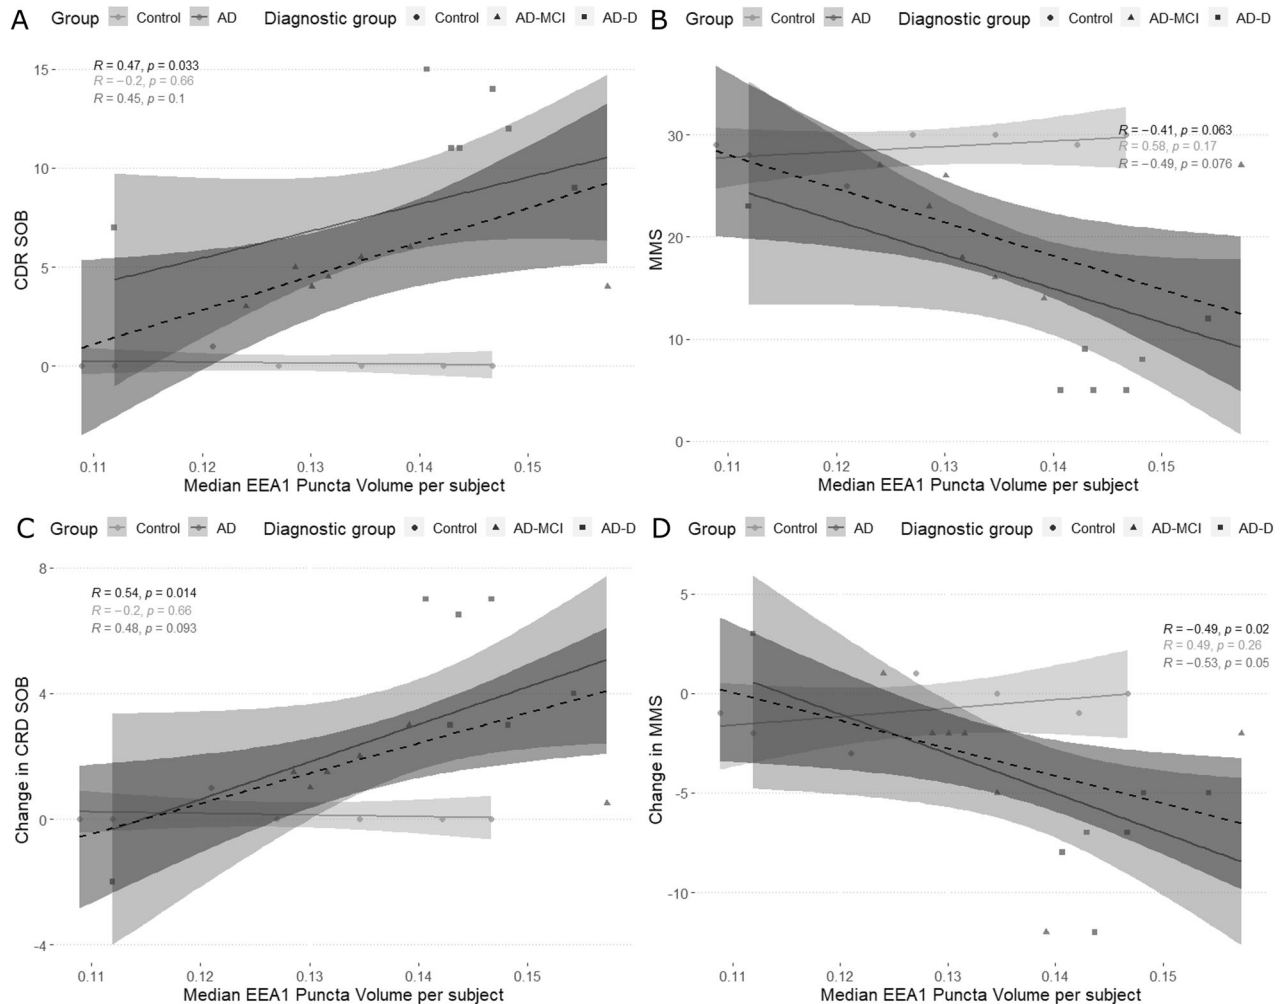 A
Group Control AD Diagnostic group Control AD-MCI AD-D
R = 0.47, p = 0.033
R = −0.2, p = 0.66
R = 0.45, p = 0.1
15
10
5
0
CDR SOB
0.11 0.12 0.13 0.14 0.15
Median EEA1 Puncta Volume per subject
B
Group Control AD Diagnostic group Control AD-MCI AD-D
R = −0.41, p = 0.063
R = 0.58, p = 0.17
R = −0.49, p = 0.076
30
20
10
0
MMS
0.11 0.12 0.13 0.14 0.15
Median EEA1 Puncta Volume per subject
C
Group Control AD Diagnostic group Control AD-MCI AD-D
R = 0.54, p = 0.014
R = −0.2, p = 0.66
R = 0.48, p = 0.093
8
4
0
-4
Change in CRD SOB
0.11 0.12 0.13 0.14 0.15
Median EEA1 Puncta Volume per subject
D
Group Control AD Diagnostic group Control AD-MCI AD-D
R = −0.49, p = 0.02
R = 0.49, p = 0.26
R = −0.53, p = 0.05
5
0
-5
-10
Change in MMS
0.11 0.12 0.13 0.14 0.15
Median EEA1 Puncta Volume per subject